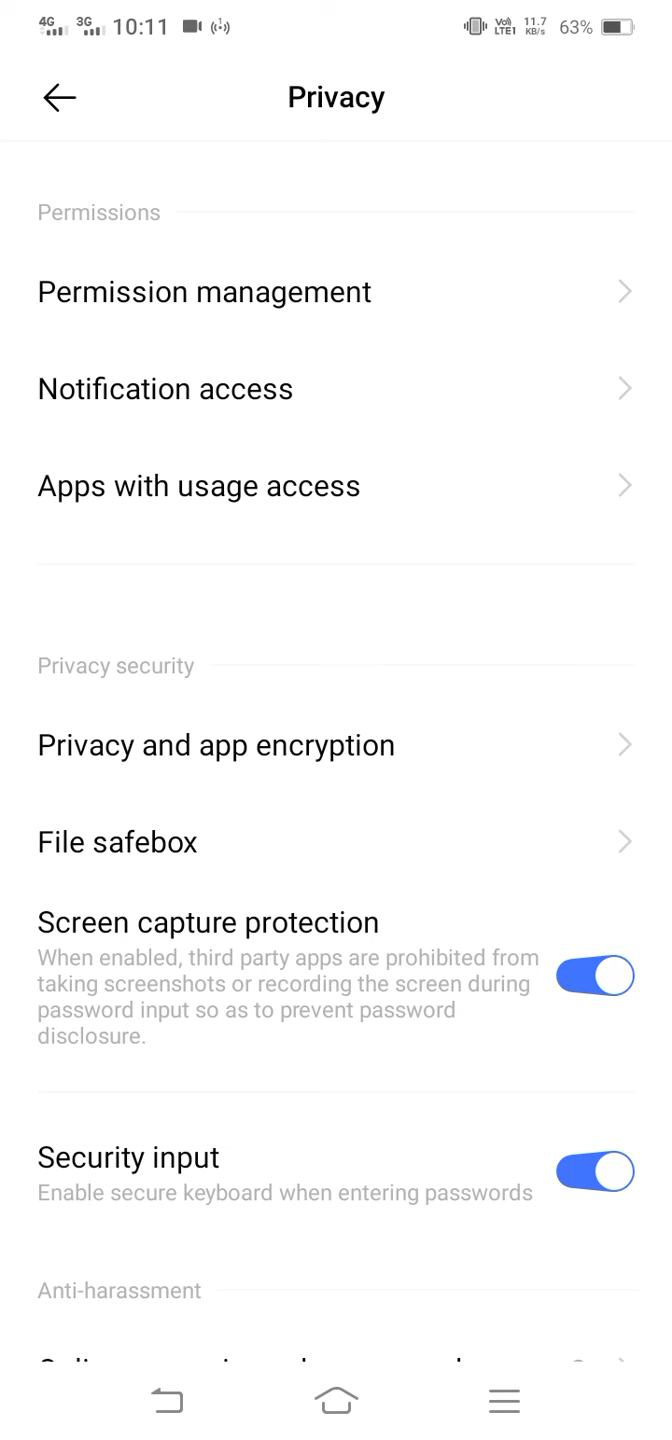 4G 3G 10:11 Vo) LTE1 11.7 KB/s 63%
Privacy
Permissions
Permission management
Notification access
Apps with usage access
Privacy security
Privacy and app encryption
File safebox
Screen capture protection
When enabled, third party apps are prohibited from
taking screenshots or recording the screen during
password input so as to prevent password
disclosure.
Security input
Enable secure keyboard when entering passwords
Anti-harassment